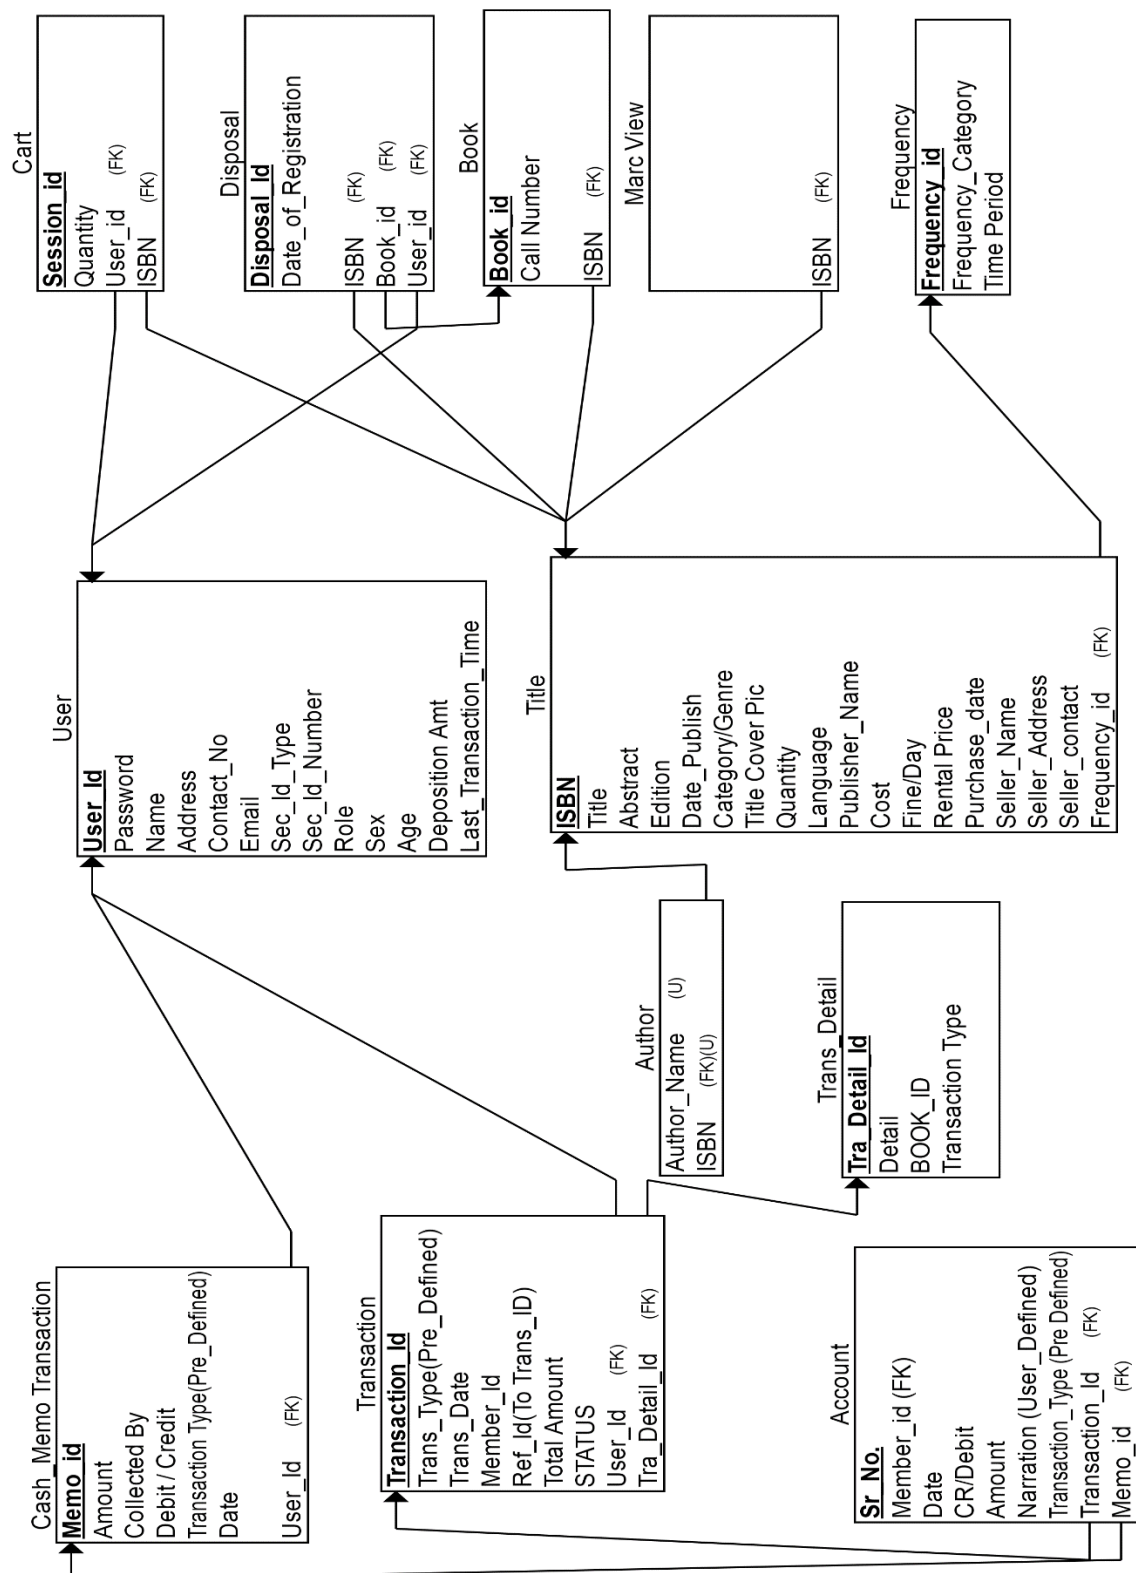 Cash_Memo Transaction
Memo_id
Amount
Collected By
Debit / Credit
Transaction Type(Pre_Defined)
Date
User_Id (FK)
Transaction
Transaction_Id
Trans_Type(Pre_Defined)
Trans_Date
Member_Id
Ref_Id(To Trans_ID)
Total Amount
STATUS
User_Id (FK)
Tra_Detail_Id (FK)
Account
Sr_No.
Member_id (FK)
Date
CR/Debit
Amount
Narration (User_Defined)
Transaction_Type (Pre Defined)
Transaction_Id (FK)
Memo_id (FK)
Author
Author_Name (U)
ISBN (FK)(U)
Trans_Detail
Tra_Detail_Id
Detail
BOOK_ID
Transaction Type
User
User_Id
Password
Name
Address
Contact_No
Email
Sec_Id_Type
Sec_Id_Number
Role
Sex
Age
Deposition Amt
Last_Transaction_Time
Title
ISBN
Title
Abstract
Edition
Date_Publish
Category/Genre
Title Cover Pic
Quantity
Language
Publisher_Name
Cost
Fine/Day
Rental Price
Purchase_date
Seller_Name
Seller_Address
Seller_contact
Frequency_id (FK)
Cart
Session_id
Quantity
User_id (FK)
ISBN (FK)
Disposal
Disposal_Id
Date_of_Registration
ISBN (FK)
Book_id (FK)
User_id (FK)
Book
Book_id
Call Number
ISBN (FK)
Marc View
ISBN (FK)
Frequency
Frequency_id
Frequency_Category
Time Period